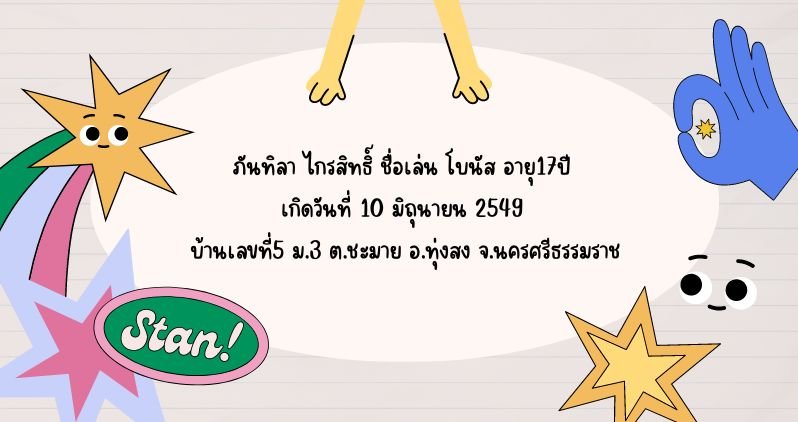 ภันทิลา ไกรสิทธิ์ ชื่อเล่น โบนัส อายุ17ปี
เกิดวันที่ 10 มิถุนายน 2549
บ้านเลขที่5 ม.3 ต.ชะมาย อ.ทุ่งสง จ.นครศรีธรรมราช
Stan!